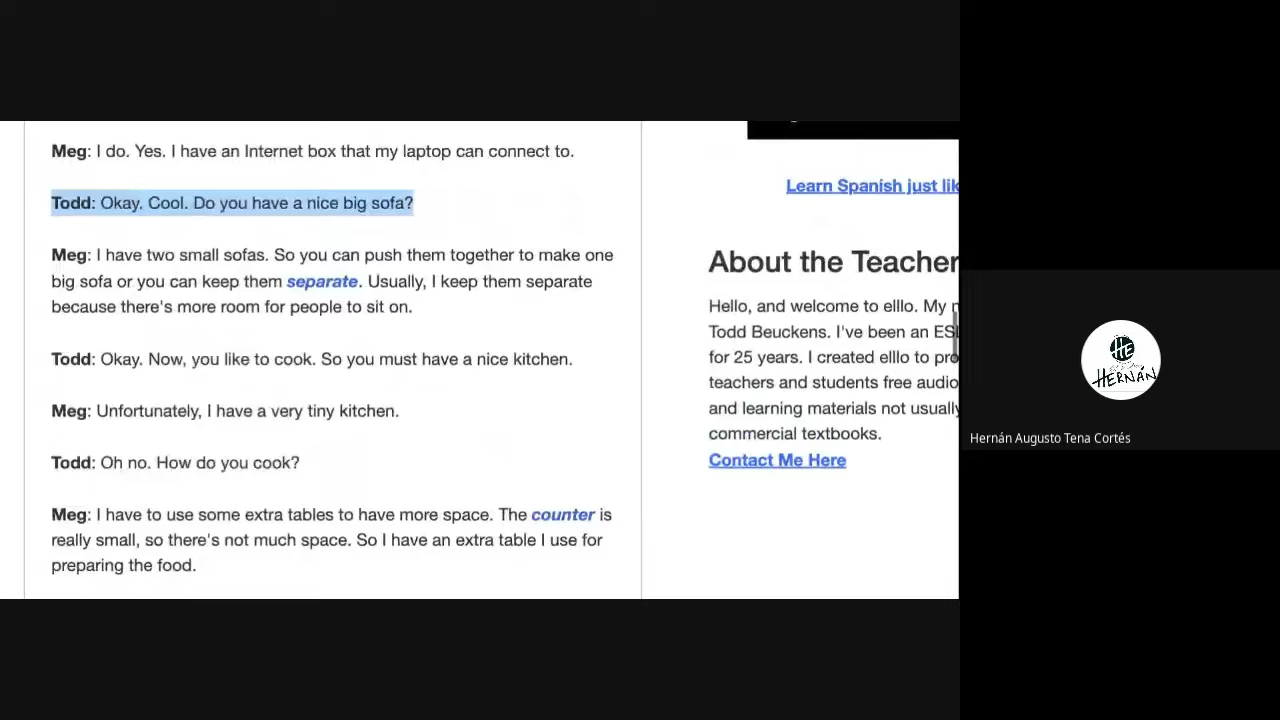 Meg: I do. Yes. I have an Internet box that my laptop can connect to.
Todd: Okay. Cool. Do you have a nice big sofa?
Meg: I have two small sofas. So you can push them together to make one
big sofa or you can keep them separate. Usually, I keep them separate
because there's more room for people to sit on.
Todd: Okay. Now, you like to cook. So you must have a nice kitchen.
Meg: Unfortunately, I have a very tiny kitchen.
Todd: Oh no. How do you cook?
Meg: I have to use some extra tables to have more space. The counter is
really small, so there's not much space. So I have an extra table I use for
preparing the food.
Learn Spanish just lik
About the Teacher
Hello, and welcome to elllo. My
Todd Beuckens. I've been an ESL
for 25 years. I created elllo to pro
teachers and students free audio
and learning materials not usually
commercial textbooks.
Contact Me Here
HE
HERNÁN
Hernán Augusto Tena Cortés